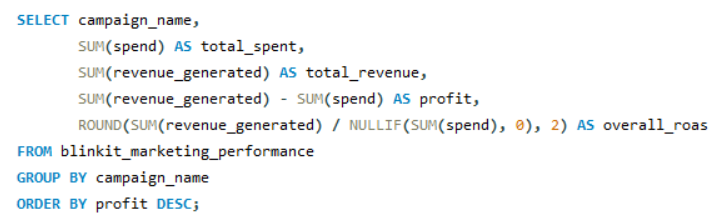 SELECT campaign_name,
       SUM(spend) AS total_spent,
       SUM(revenue_generated) AS total_revenue,
       SUM(revenue_generated) - SUM(spend) AS profit,
       ROUND(SUM(revenue_generated) / NULLIF(SUM(spend), 0), 2) AS overall_roas
FROM blinkit_marketing_performance
GROUP BY campaign_name
ORDER BY profit DESC;